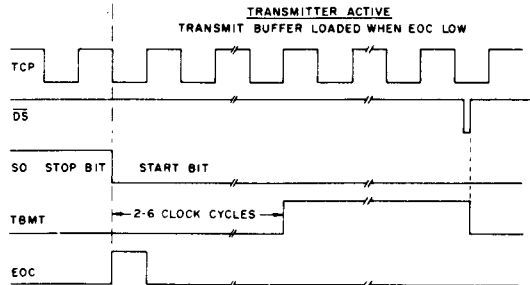 TRANSMITTER ACTIVE
TRANSMIT BUFFER LOADED WHEN EOC LOW
TCP
DS
SO STOP BIT START BIT
2-6 CLOCK CYCLES
TBMT
EOC